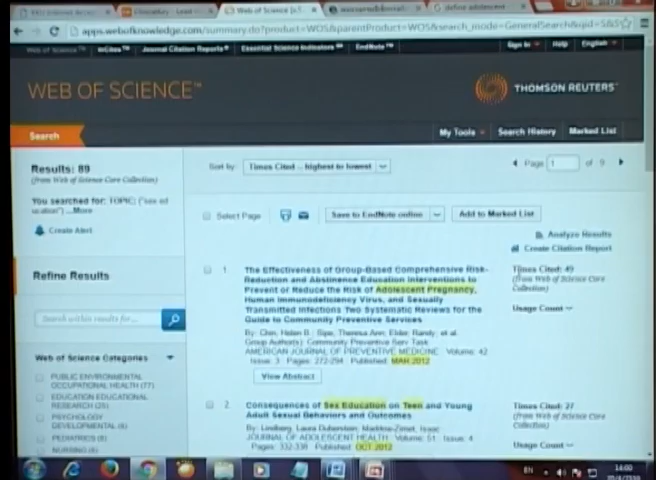 Web of Science [v.5
define adolescence
apps.webofknowledge.com/summary.do?product=WOS&parentProduct=WOS&search_mode=GeneralSearch&qid=5&S
Web of Science™ InCites™ Journal Citation Reports® Essential Science Indicators℠ EndNote™ Sign In Help English
WEB OF SCIENCE™
THOMSON REUTERS™
Search
My Tools Search History Marked List
Results: 89
(from Web of Science Core Collection)
Sort by: Times Cited -- highest to lowest
Page 1 of 9
You searched for: TOPIC: ("sex ed
ucation") ...More
Create Alert
Select Page Save to EndNote online Add to Marked List
Analyze Results
Create Citation Report
Refine Results
Search within results for...
Web of Science Categories
PUBLIC ENVIRONMENTAL
OCCUPATIONAL HEALTH (77)
EDUCATION EDUCATIONAL
RESEARCH (25)
PSYCHOLOGY
DEVELOPMENTAL (8)
PEDIATRICS (8)
NURSING
1. The Effectiveness of Group-Based Comprehensive Risk-
Reduction and Abstinence Education Interventions to
Prevent or Reduce the Risk of Adolescent Pregnancy,
Human Immunodeficiency Virus, and Sexually
Transmitted Infections Two Systematic Reviews for the
Guide to Community Preventive Services
By: Chin, Helen B.; Sipe, Theresa Ann; Elder, Randy; et al.
Group Author(s): Community Preventive Serv Task
AMERICAN JOURNAL OF PREVENTIVE MEDICINE Volume: 42
Issue: 3 Pages: 272-294 Published: MAR 2012
View Abstract
Times Cited: 49
(from Web of Science Core
Collection)
Usage Count
2. Consequences of Sex Education on Teen and Young
Adult Sexual Behaviors and Outcomes
By: Lindberg, Laura Duberstein; Maddow-Zimet, Isaac
JOURNAL OF ADOLESCENT HEALTH Volume: 51 Issue: 4
Pages: 332-338 Published: OCT 2012
Times Cited: 27
(from Web of Science Core
Collection)
Usage Count
EN
14:00